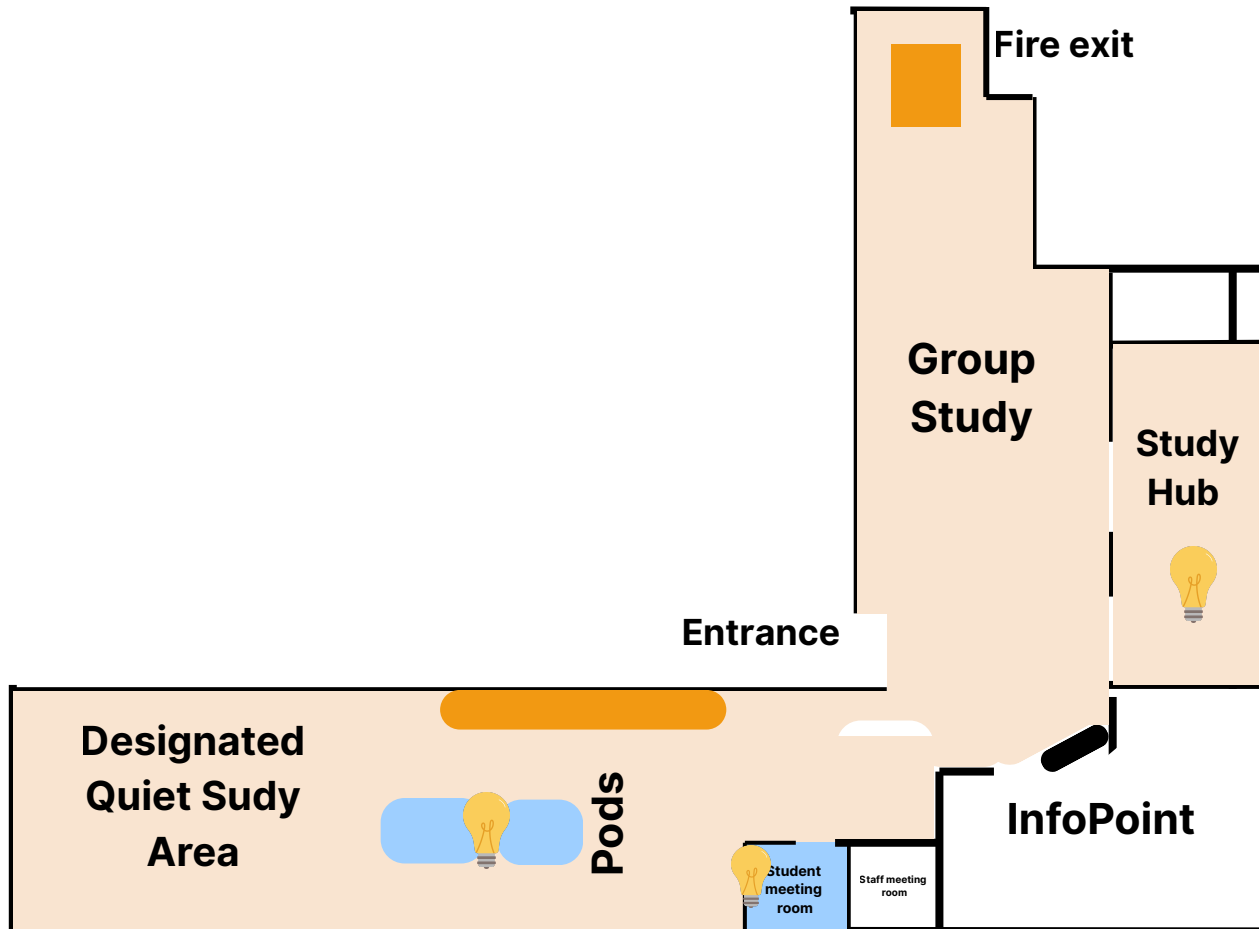 Fire exit
Group
Study
Study
Hub
Entrance
Designated
Quiet Sudy
Area
Pods
InfoPoint
Student
meeting
room
Staff meeting
room